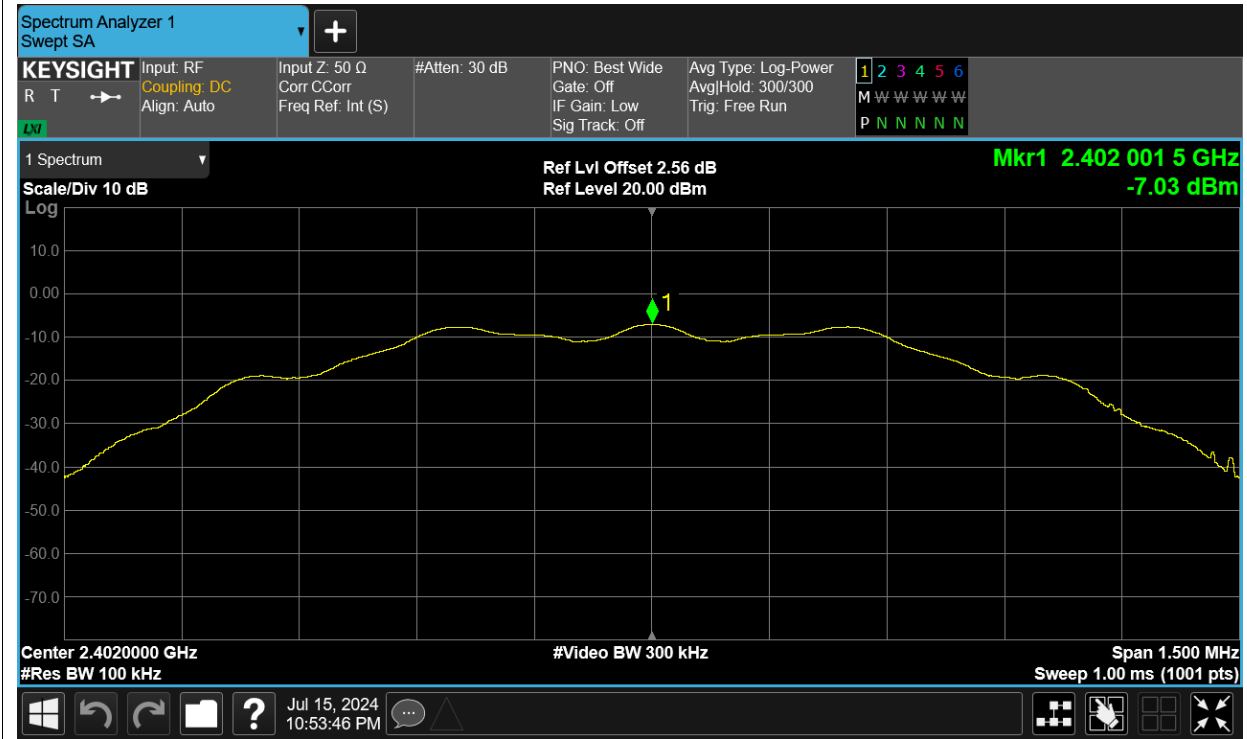 Spectrum Analyzer 1
Swept SA
KEYSIGHT
R T
LXI
Input: RF
Coupling: DC
Align: Auto
Input Z: 50 Ω
Corr CCorr
Freq Ref: Int (S)
#Atten: 30 dB
PNO: Best Wide
Gate: Off
IF Gain: Low
Sig Track: Off
Avg Type: Log-Power
Avg|Hold: 300/300
Trig: Free Run
1 2 3 4 5 6
M W W W W W
P N N N N N
1 Spectrum
Scale/Div 10 dB
Log
Ref Lvl Offset 2.56 dB
Ref Level 20.00 dBm
Mkr1 2.402 001 5 GHz
-7.03 dBm
1
10.0
0.00
-10.0
-20.0
-30.0
-40.0
-50.0
-60.0
-70.0
Center 2.4020000 GHz
#Res BW 100 kHz
#Video BW 300 kHz
Span 1.500 MHz
Sweep 1.00 ms (1001 pts)
?
Jul 15, 2024
10:53:46 PM